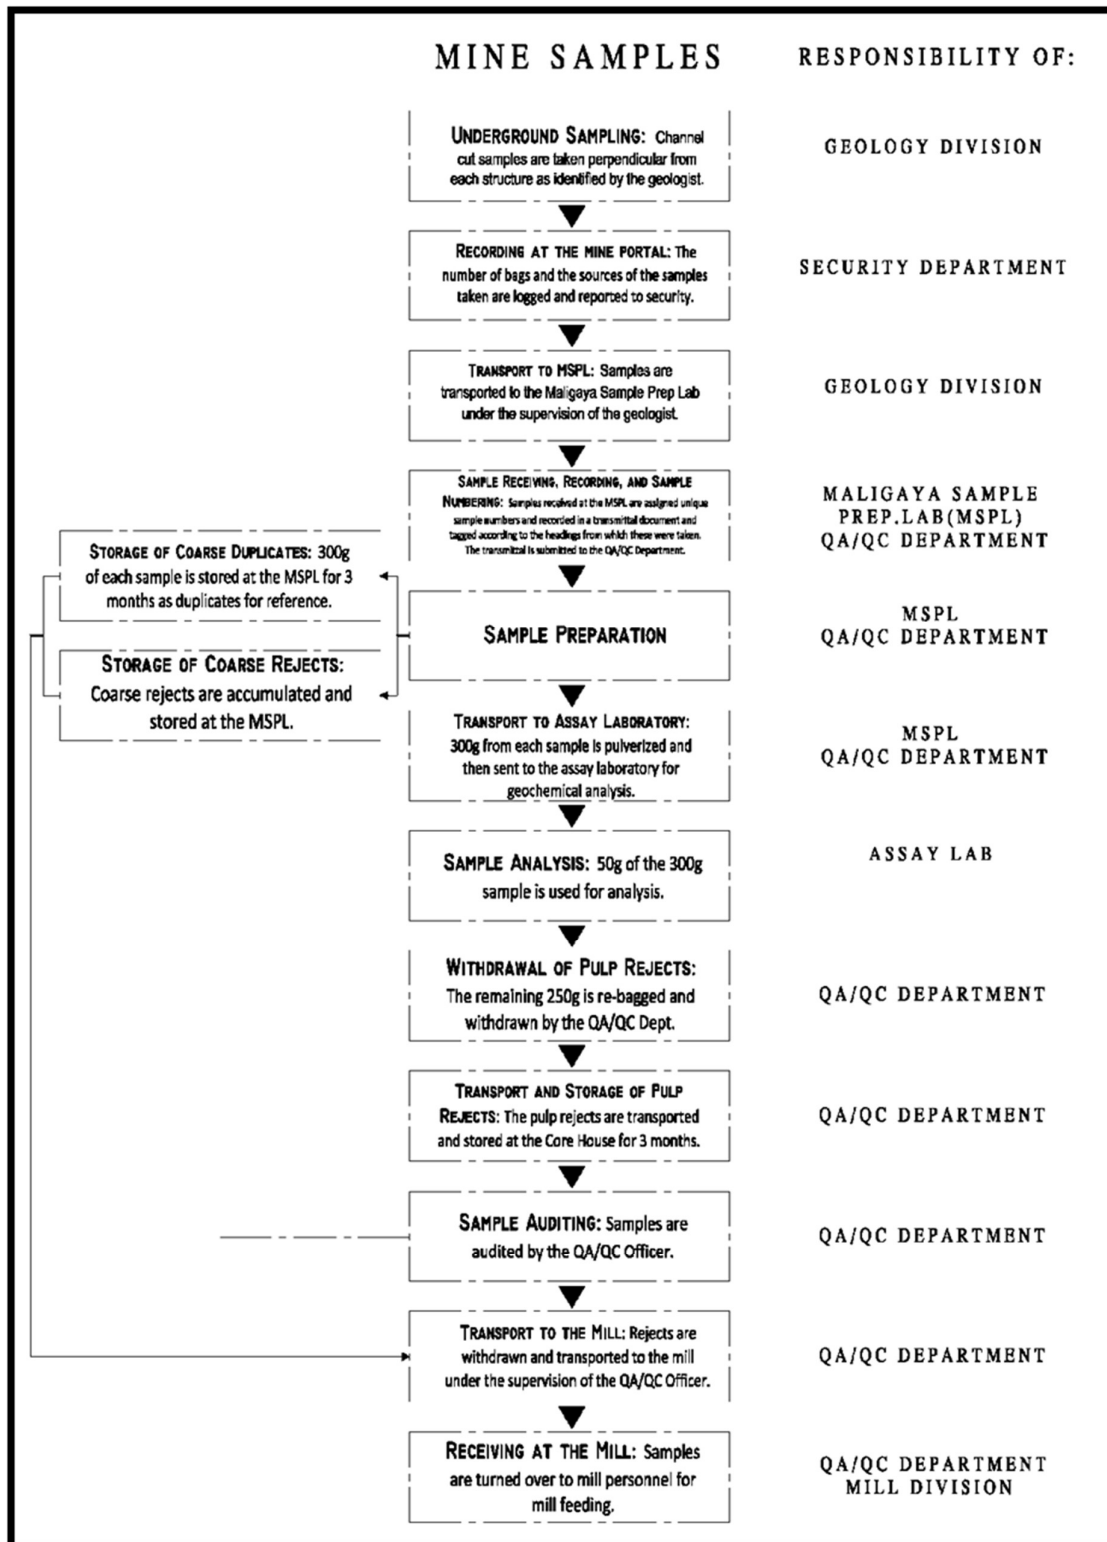 MINE SAMPLES
RESPONSIBILITY OF:
UNDERGROUND SAMPLING: Channel
cut samples are taken perpendicular from
each structure as identified by the geologist.
GEOLOGY DIVISION
RECORDING AT THE MINE PORTAL: The
number of bags and the sources of the samples
taken are logged and reported to security.
SECURITY DEPARTMENT
TRANSPORT TO MSPL: Samples are
transported to the Maligaya Sample Prep Lab
under the supervision of the geologist.
GEOLOGY DIVISION
SAMPLE RECEIVING, RECORDING, AND SAMPLE
NUMBERING: Samples received at the MSPL are assigned unique
sample numbers and recorded in a transmittal document and
tagged according to the headings from which these were taken.
The transmittal is submitted to the QA/QC Department.
MALIGAYA SAMPLE
PREP.LAB(MSPL)
QA/QC DEPARTMENT
STORAGE OF COARSE DUPLICATES: 300g
of each sample is stored at the MSPL for 3
months as duplicates for reference.
STORAGE OF COARSE REJECTS:
Coarse rejects are accumulated and
stored at the MSPL.
SAMPLE PREPARATION
MSPL
QA/QC DEPARTMENT
TRANSPORT TO ASSAY LABORATORY:
300g from each sample is pulverized and
then sent to the assay laboratory for
geochemical analysis.
MSPL
QA/QC DEPARTMENT
SAMPLE ANALYSIS: 50g of the 300g
sample is used for analysis.
ASSAY LAB
WITHDRAWAL OF PULP REJECTS:
The remaining 250g is re-bagged and
withdrawn by the QA/QC Dept.
QA/QC DEPARTMENT
TRANSPORT AND STORAGE OF PULP
REJECTS: The pulp rejects are transported
and stored at the Core House for 3 months.
QA/QC DEPARTMENT
SAMPLE AUDITING: Samples are
audited by the QA/QC Officer.
QA/QC DEPARTMENT
TRANSPORT TO THE MILL: Rejects are
withdrawn and transported to the mill
under the supervision of the QA/QC Officer.
QA/QC DEPARTMENT
RECEIVING AT THE MILL: Samples
are turned over to mill personnel for
mill feeding.
QA/QC DEPARTMENT
MILL DIVISION